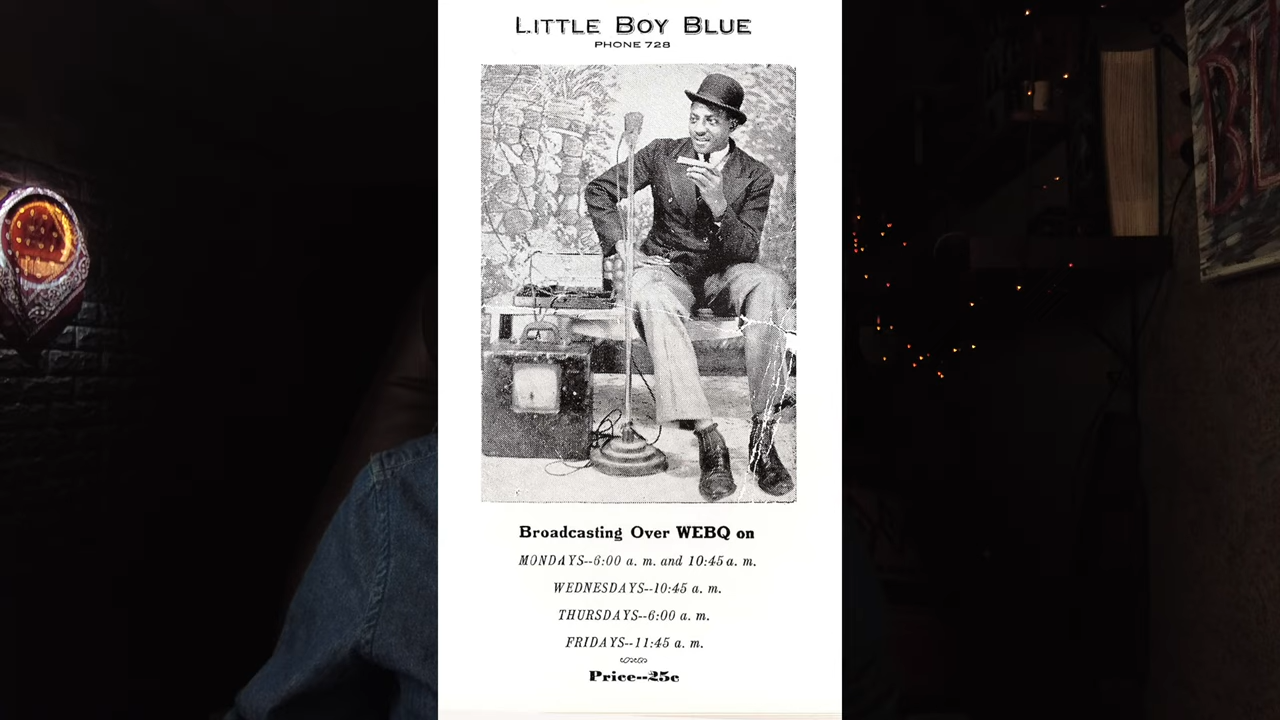 LITTLE BOY BLUE
PHONE 728
Broadcasting Over WEBQ on
MONDAYS--6:00 a. m. and 10:45 a. m.
WEDNESDAYS--10:45 a. m.
THURSDAYS--6:00 a. m.
FRIDAYS--11:45 a. m.
Price--25c
BL